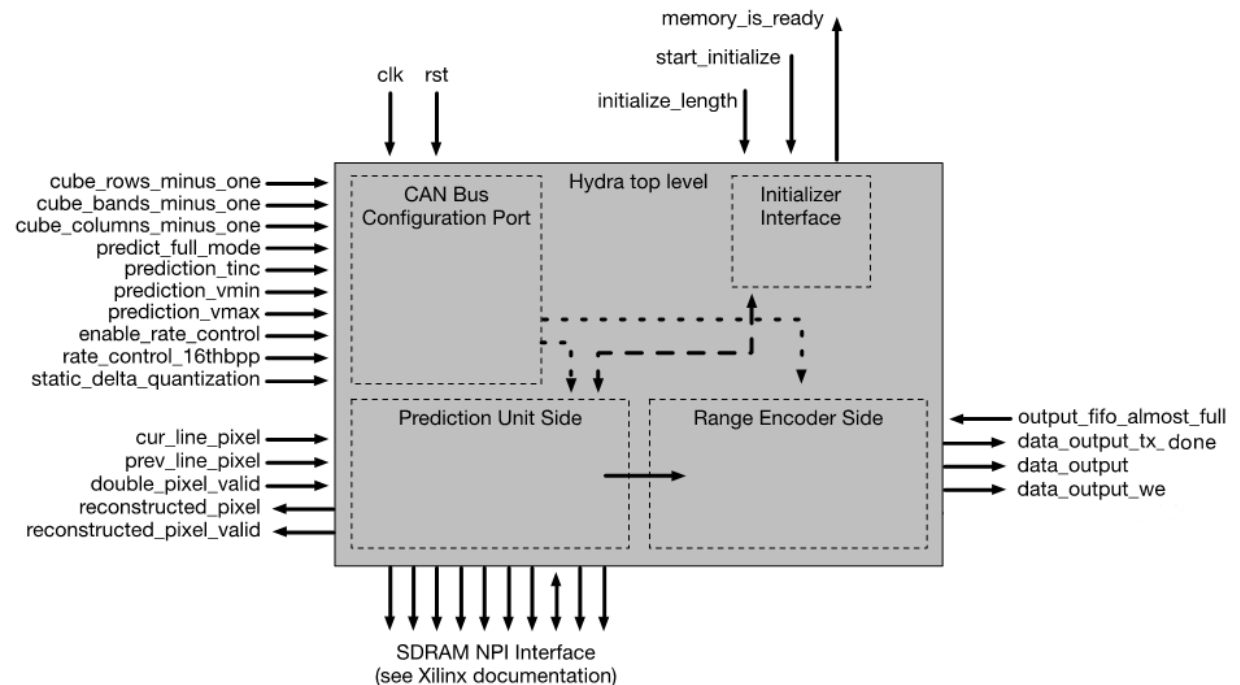 memory_is_ready
start_initialize
clk rst
initialize_length
cube_rows_minus_one
cube_bands_minus_one
cube_columns_minus_one
predict_full_mode
prediction_tinc
prediction_vmin
prediction_vmax
enable_rate_control
rate_control_16thbpp
static_delta_quantization
CAN Bus
Configuration Port
Hydra top level
Initializer
Interface
cur_line_pixel
prev_line_pixel
double_pixel_valid
reconstructed_pixel
reconstructed_pixel_valid
Prediction Unit Side
Range Encoder Side
output_fifo_almost_full
data_output_tx_done
data_output
data_output_we
SDRAM NPI Interface
(see Xilinx documentation)